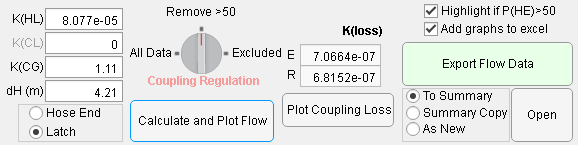 K(HL) 8.077e-05
K(CL) 0
K(CG) 1.11
dH (m) 4.21
Hose End
Latch
Remove >50
All Data
Excluded
Coupling Regulation
Calculate and Plot Flow
K(loss)
E 7.0664e-07
R 6.8152e-07
Plot Coupling Loss
Highlight if P(HE)>50
Add graphs to excel
Export Flow Data
To Summary
Summary Copy
As New
Open